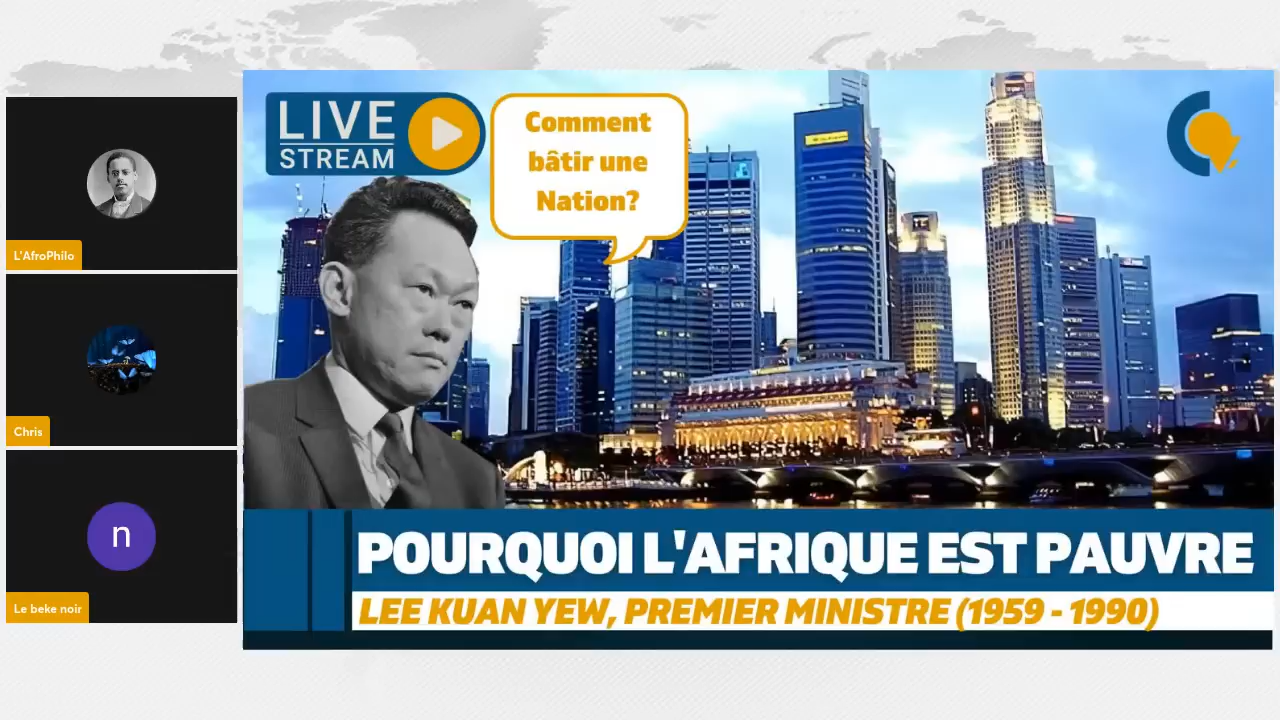 LIVE
STREAM
Comment
bâtir une
Nation?
L'AfroPhilo
Chris
n
Le beke noir
POURQUOI L'AFRIQUE EST PAUVRE
LEE KUAN YEW, PREMIER MINISTRE (1959 - 1990)